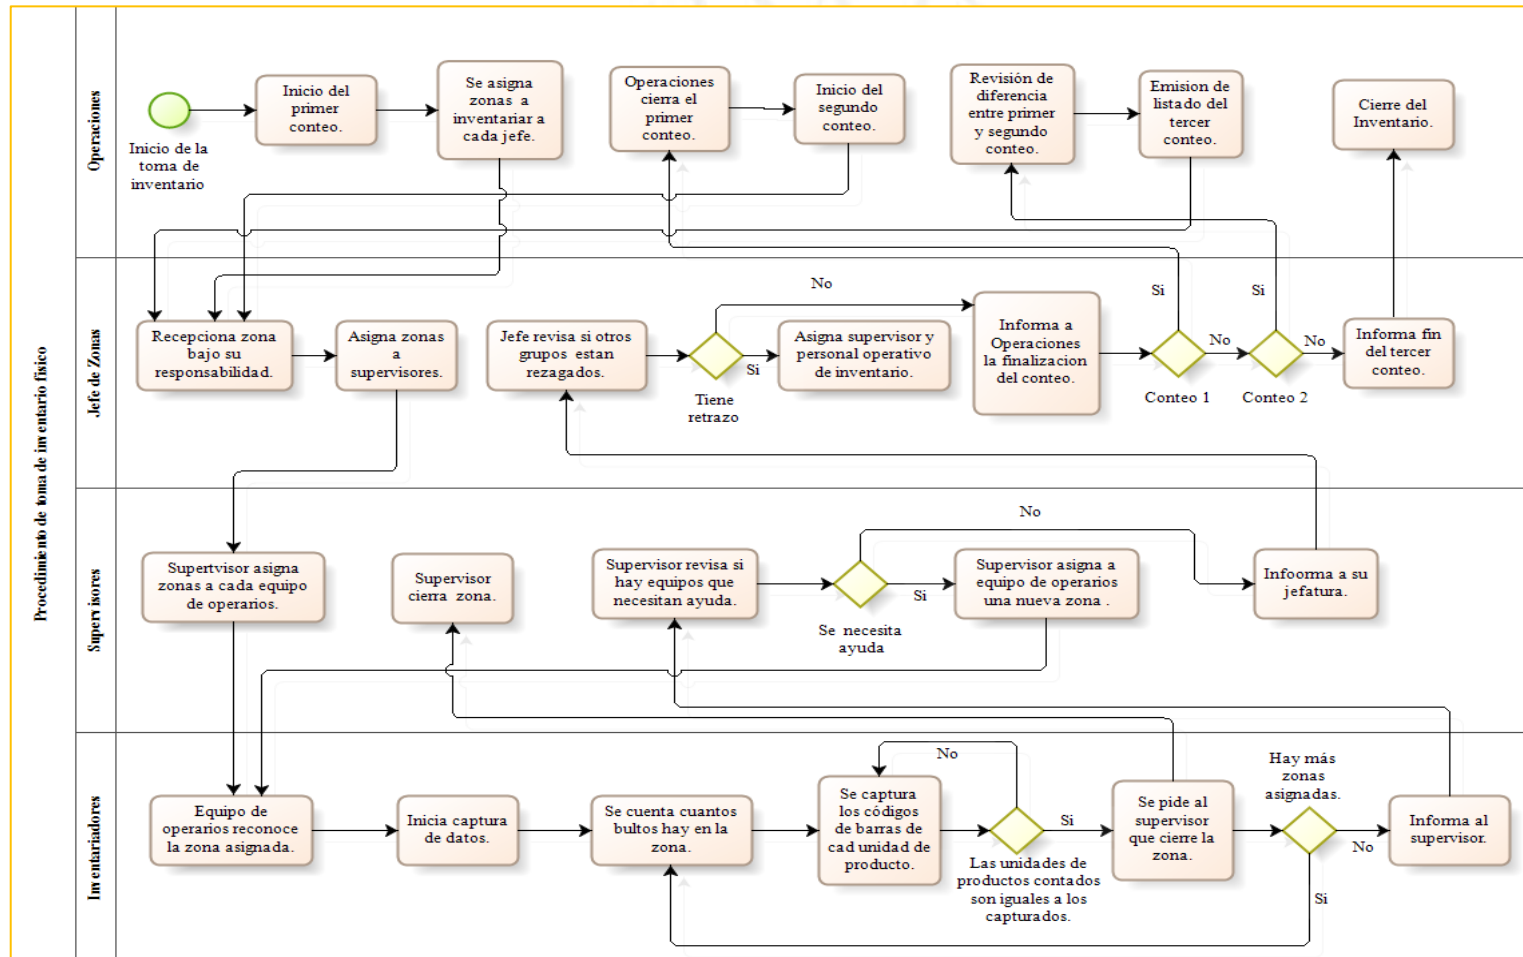 Procedimiento de toma de inventario físico
Operaciones
Inicio de la
toma de
inventario
Inicio del
primer
conteo.
Se asigna
zonas a
inventariar a
cada jefe.
Operaciones
cierra el
primer
conteo.
Inicio del
segundo
conteo.
Revisión de
diferencia
entre primer
y segundo
conteo.
Emision de
listado del
tercer
conteo.
Cierre del
Inventario.
Jefe de Zonas
Recepciona zona
bajo su
responsabilidad.
Asigna zonas
a
supervisores.
Jefe revisa si otros
grupos estan
rezagados.
Tiene
retrazo
No
Si
Asigna supervisor y
personal operativo
de inventario.
Informa a
Operaciones
la finalizacion
del conteo.
Si
No
Conteo 1
Si
No
Conteo 2
Informa fin
del tercer
conteo.
Supervisores
Supertvisor asigna
zonas a cada equipo
de operarios.
Supervisor
cierra zona.
Supervisor revisa si
hay equipos que
necesitan ayuda.
Se necesita
ayuda
No
Si
Supervisor asigna a
equipo de operarios
una nueva zona .
Infoorma a su
jefatura.
Inventariadores
Equipo de
operarios reconoce
la zona asignada.
Inicia captura
de datos.
Se cuenta cuantos
bultos hay en la
zona.
Se captura
los códigos
de barras de
cad unidad de
producto.
No
Si
Las unidades de
productos contados
son iguales a los
capturados.
Se pide al
supervisor
que cierre la
zona.
Hay más
zonas
asignadas.
No
Si
Informa al
supervisor.